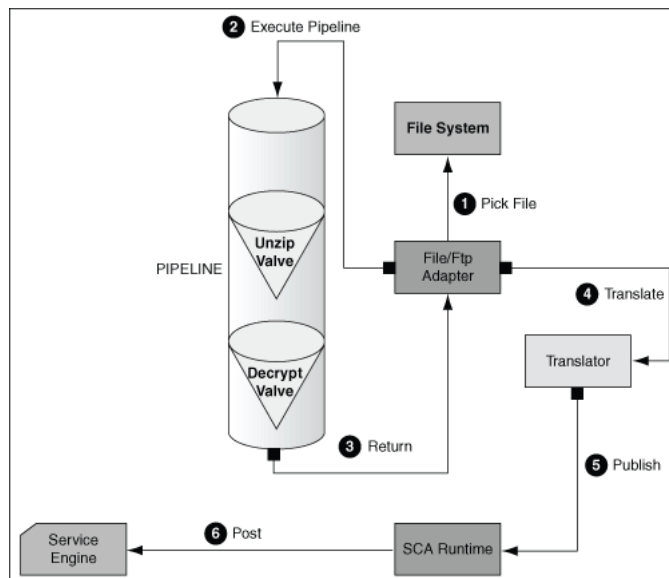 2 Execute Pipeline
File System
1 Pick File
Unzip
Valve
PIPELINE
File/Ftp
Adapter
4 Translate
Translator
Decrypt
Valve
3 Return
5 Publish
6 Post
Service
Engine
SCA Runtime